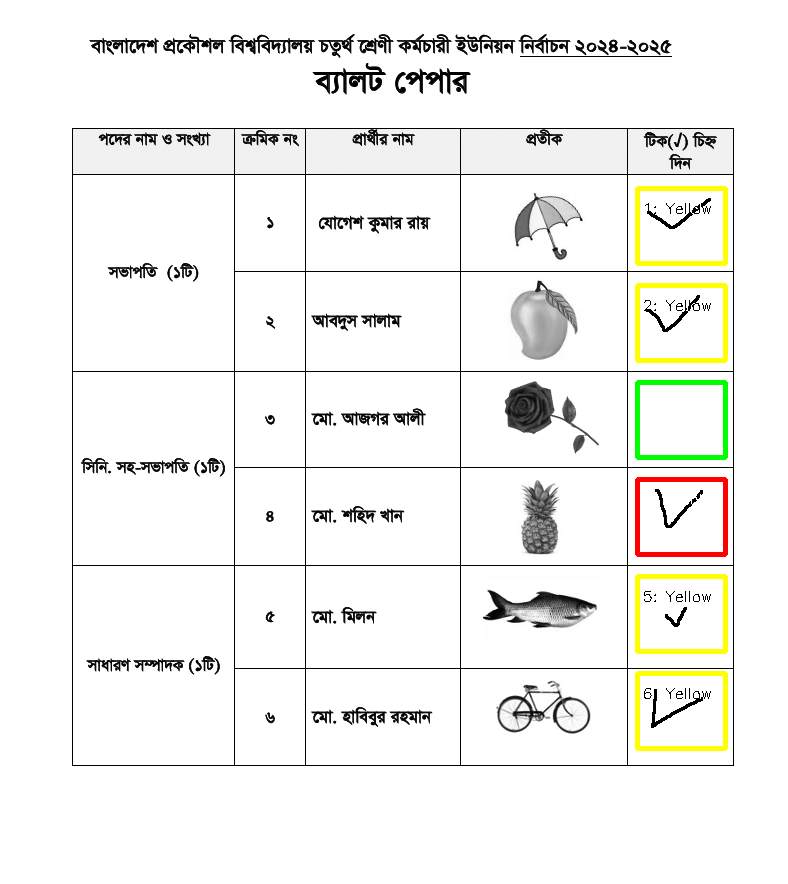 বাংলাদেশ প্রকৌশল বিশ্ববিদ্যালয় চতুর্থ শ্রেণী কর্মচারী ইউনিয়ন নির্বাচন ২০২৪-২০২৫
ব্যালট পেপার
পদের নাম ও সংখ্যা ক্রমিক নং প্রার্থীর নাম প্রতীক টিক(√) চিহ্ন
দিন
সভাপতি (১টি)
১ যোগেশ কুমার রায় 1: Yellow
২ আবদুস সালাম 2: Yellow
সিনি. সহ-সভাপতি (১টি)
৩ মো. আজগর আলী
৪ মো. শহিদ খান
সাধারণ সম্পাদক (১টি)
৫ মো. মিলন 5: Yellow
৬ মো. হাবিবুর রহমান 6: Yellow